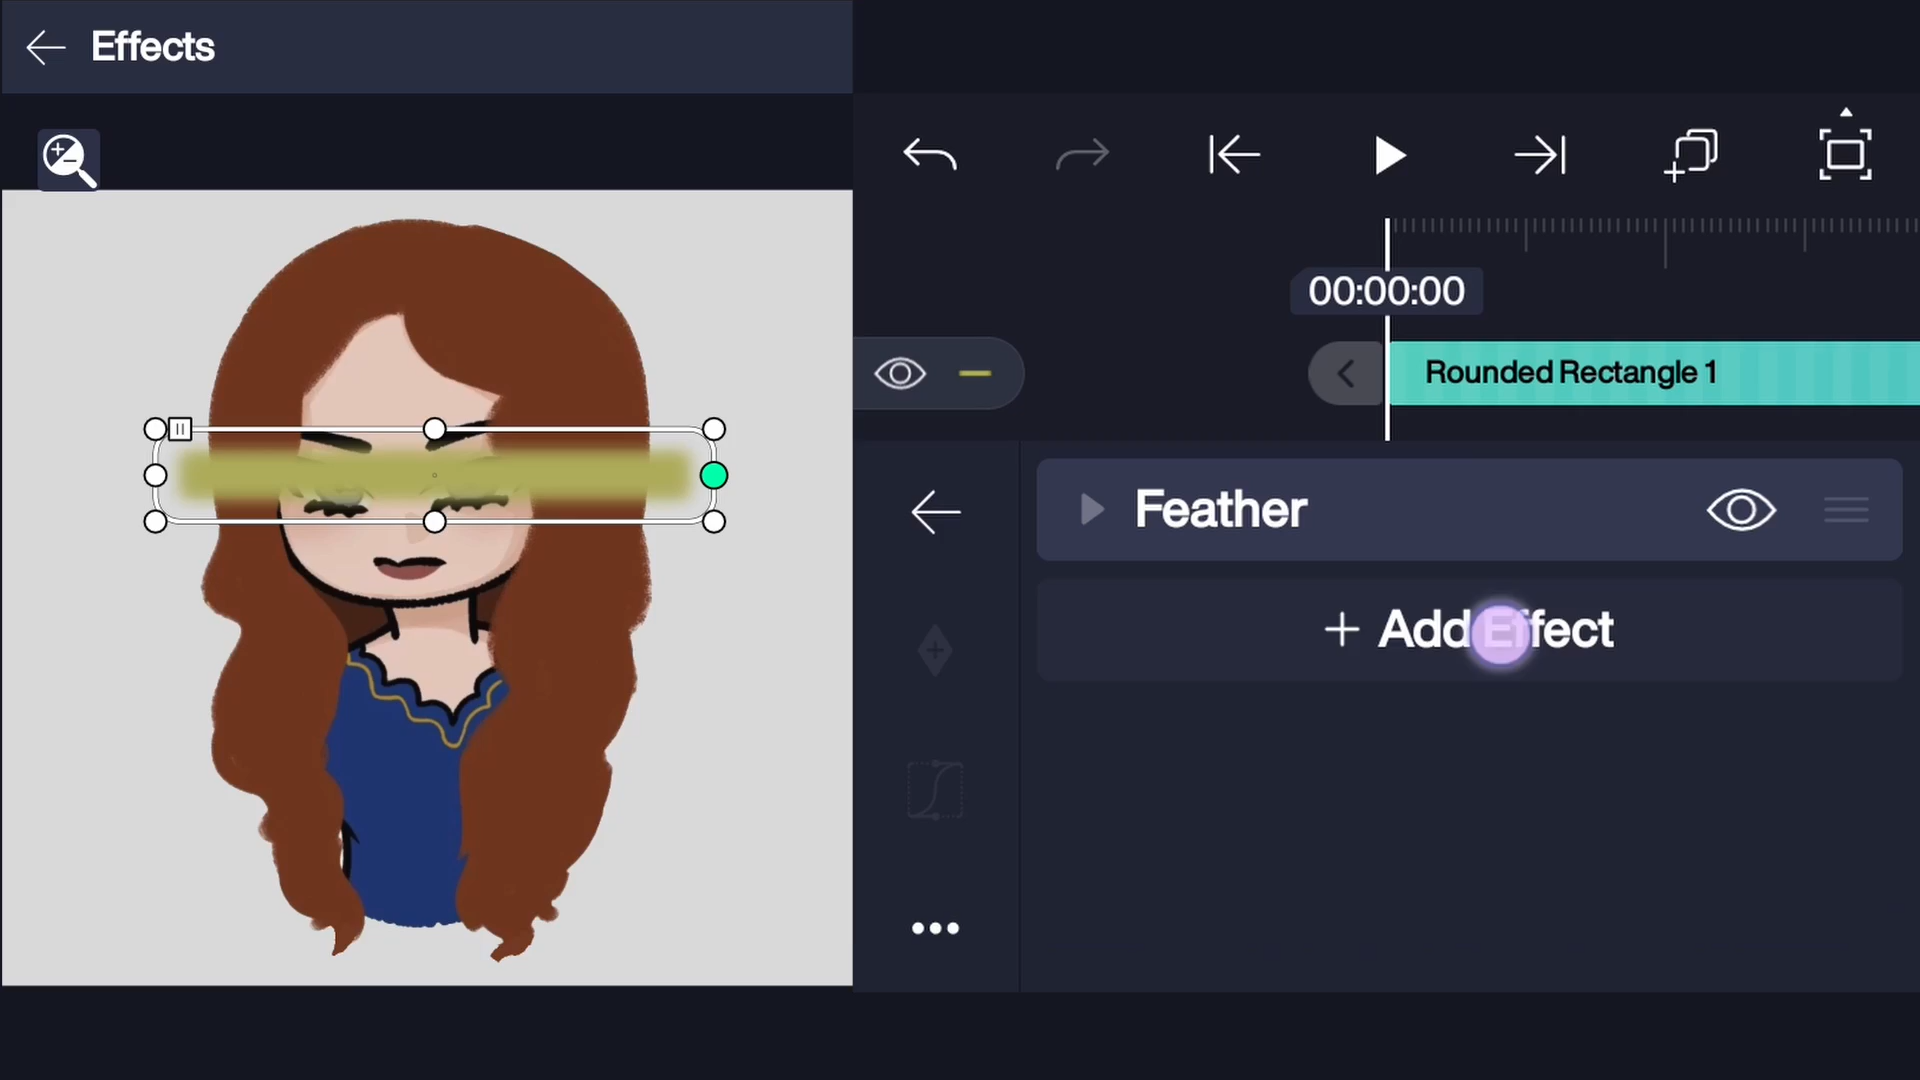 Effects
00:00:00
Rounded Rectangle 1
Feather
+ Add Effect